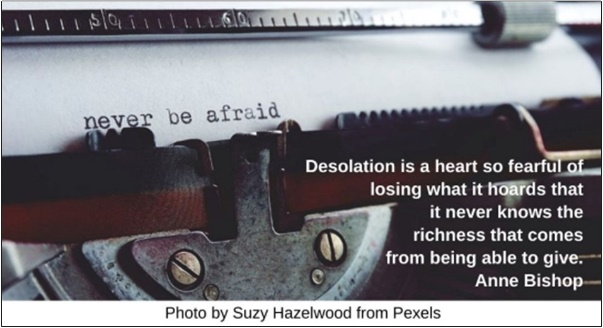 50 60 70
never be afraid
Desolation is a heart so fearful of
losing what it hoards that
it never knows the
richness that comes
from being able to give.
Anne Bishop
Photo by Suzy Hazelwood from Pexels